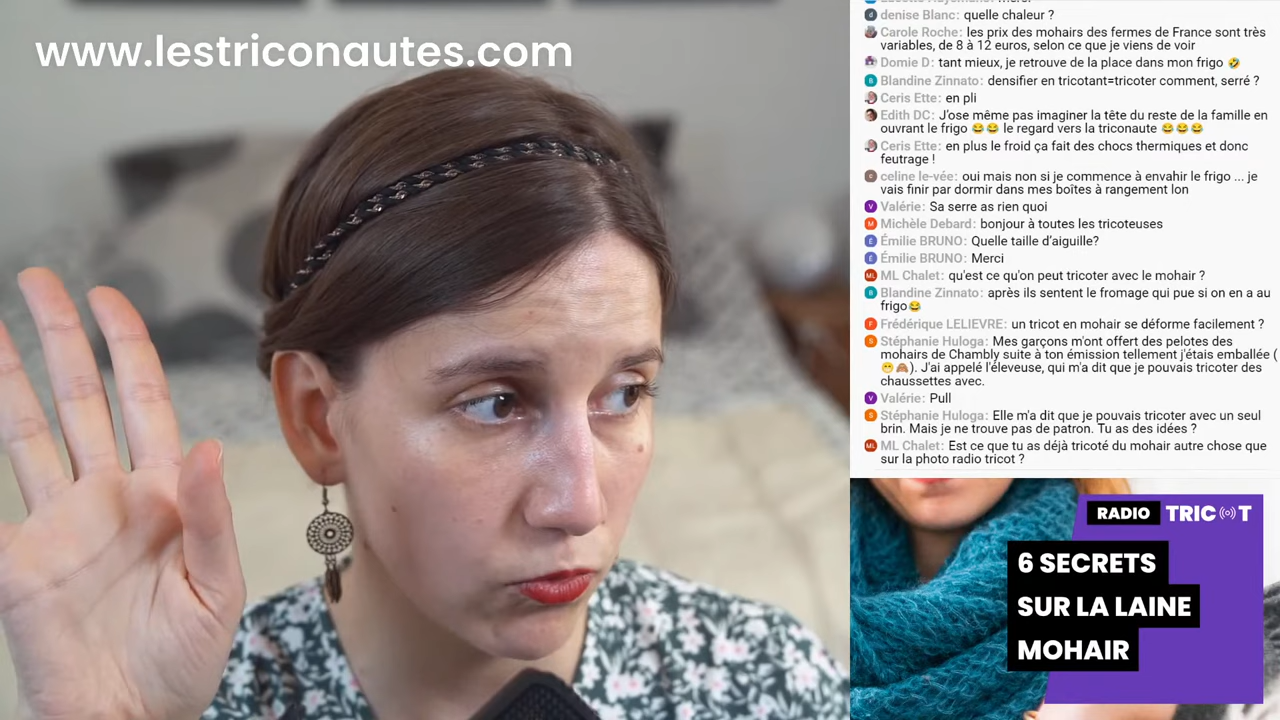 www.lestriconautes.com
denise Blanc: quelle chaleur ?
Carole Roche: les prix des mohairs des fermes de France sont très
variables, de 8 à 12 euros, selon ce que je viens de voir
Domie D: tant mieux, je retrouve de la place dans mon frigo 🤣
Blandine Zinnato: densifier en tricotant=tricoter comment, serré ?
Ceris Ette: en pli
Edith DC: J'ose même pas imaginer la tête du reste de la famille en
ouvrant le frigo 😂😂 le regard vers la triconaute 😂😂😂
Ceris Ette: en plus le froid ça fait des chocs thermiques et donc
feutrage !
celine le-vée: oui mais non si je commence à envahir le frigo ... je
vais finir par dormir dans mes boîtes à rangement lon
Valérie: Sa serre as rien quoi
Michèle Debard: bonjour à toutes les tricoteuses
Émilie BRUNO: Quelle taille d'aiguille?
Émilie BRUNO: Merci
ML Chalet: qu'est ce qu'on peut tricoter avec le mohair ?
Blandine Zinnato: après ils sentent le fromage qui pue si on en a au
frigo😂
Frédérique LELIEVRE: un tricot en mohair se déforme facilement ?
Stéphanie Huloga: Mes garçons m'ont offert des pelotes des
mohairs de Chambly suite à ton émission tellement j'étais emballée (
😁🙈). J'ai appelé l'éleveuse, qui m'a dit que je pouvais tricoter des
chaussettes avec.
Valérie: Pull
Stéphanie Huloga: Elle m'a dit que je pouvais tricoter avec un seul
brin. Mais je ne trouve pas de patron. Tu as des idées ?
ML Chalet: Est ce que tu as déjà tricoté du mohair autre chose que
sur la photo radio tricot ?
RADIO TRICOT
6 SECRETS
SUR LA LAINE
MOHAIR